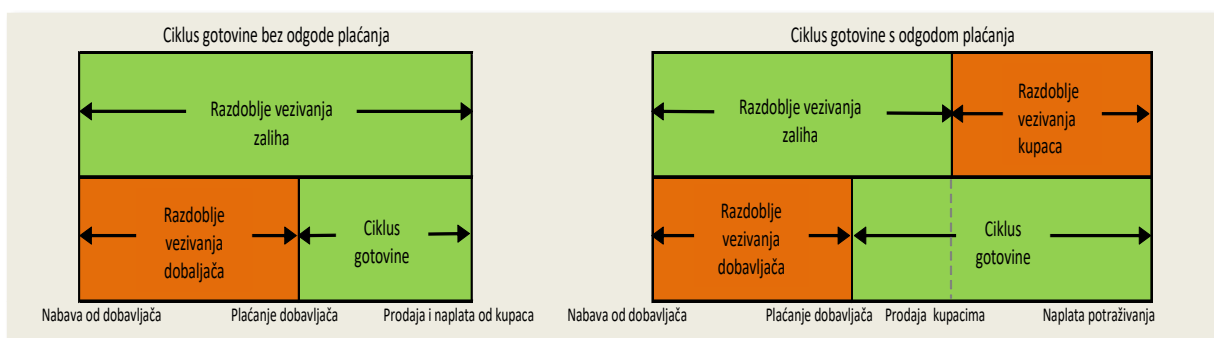 Ciklus gotovine bez odgode plaćanja
Razdoblje vezivanja
zaliha
Razdoblje
vezivanja
dobaljača
Ciklus
gotovine
Nabava od dobavljača
Plaćanje dobavljača
Prodaja i naplata od kupaca
Ciklus gotovine s odgodom plaćanja
Razdoblje vezivanja
zaliha
Razdoblje
vezivanja
kupaca
Razdoblje
vezivanja
dobavljača
Ciklus
gotovine
Nabava od dobavljača
Plaćanje dobavljača
Prodaja kupacima
Naplata potraživanja